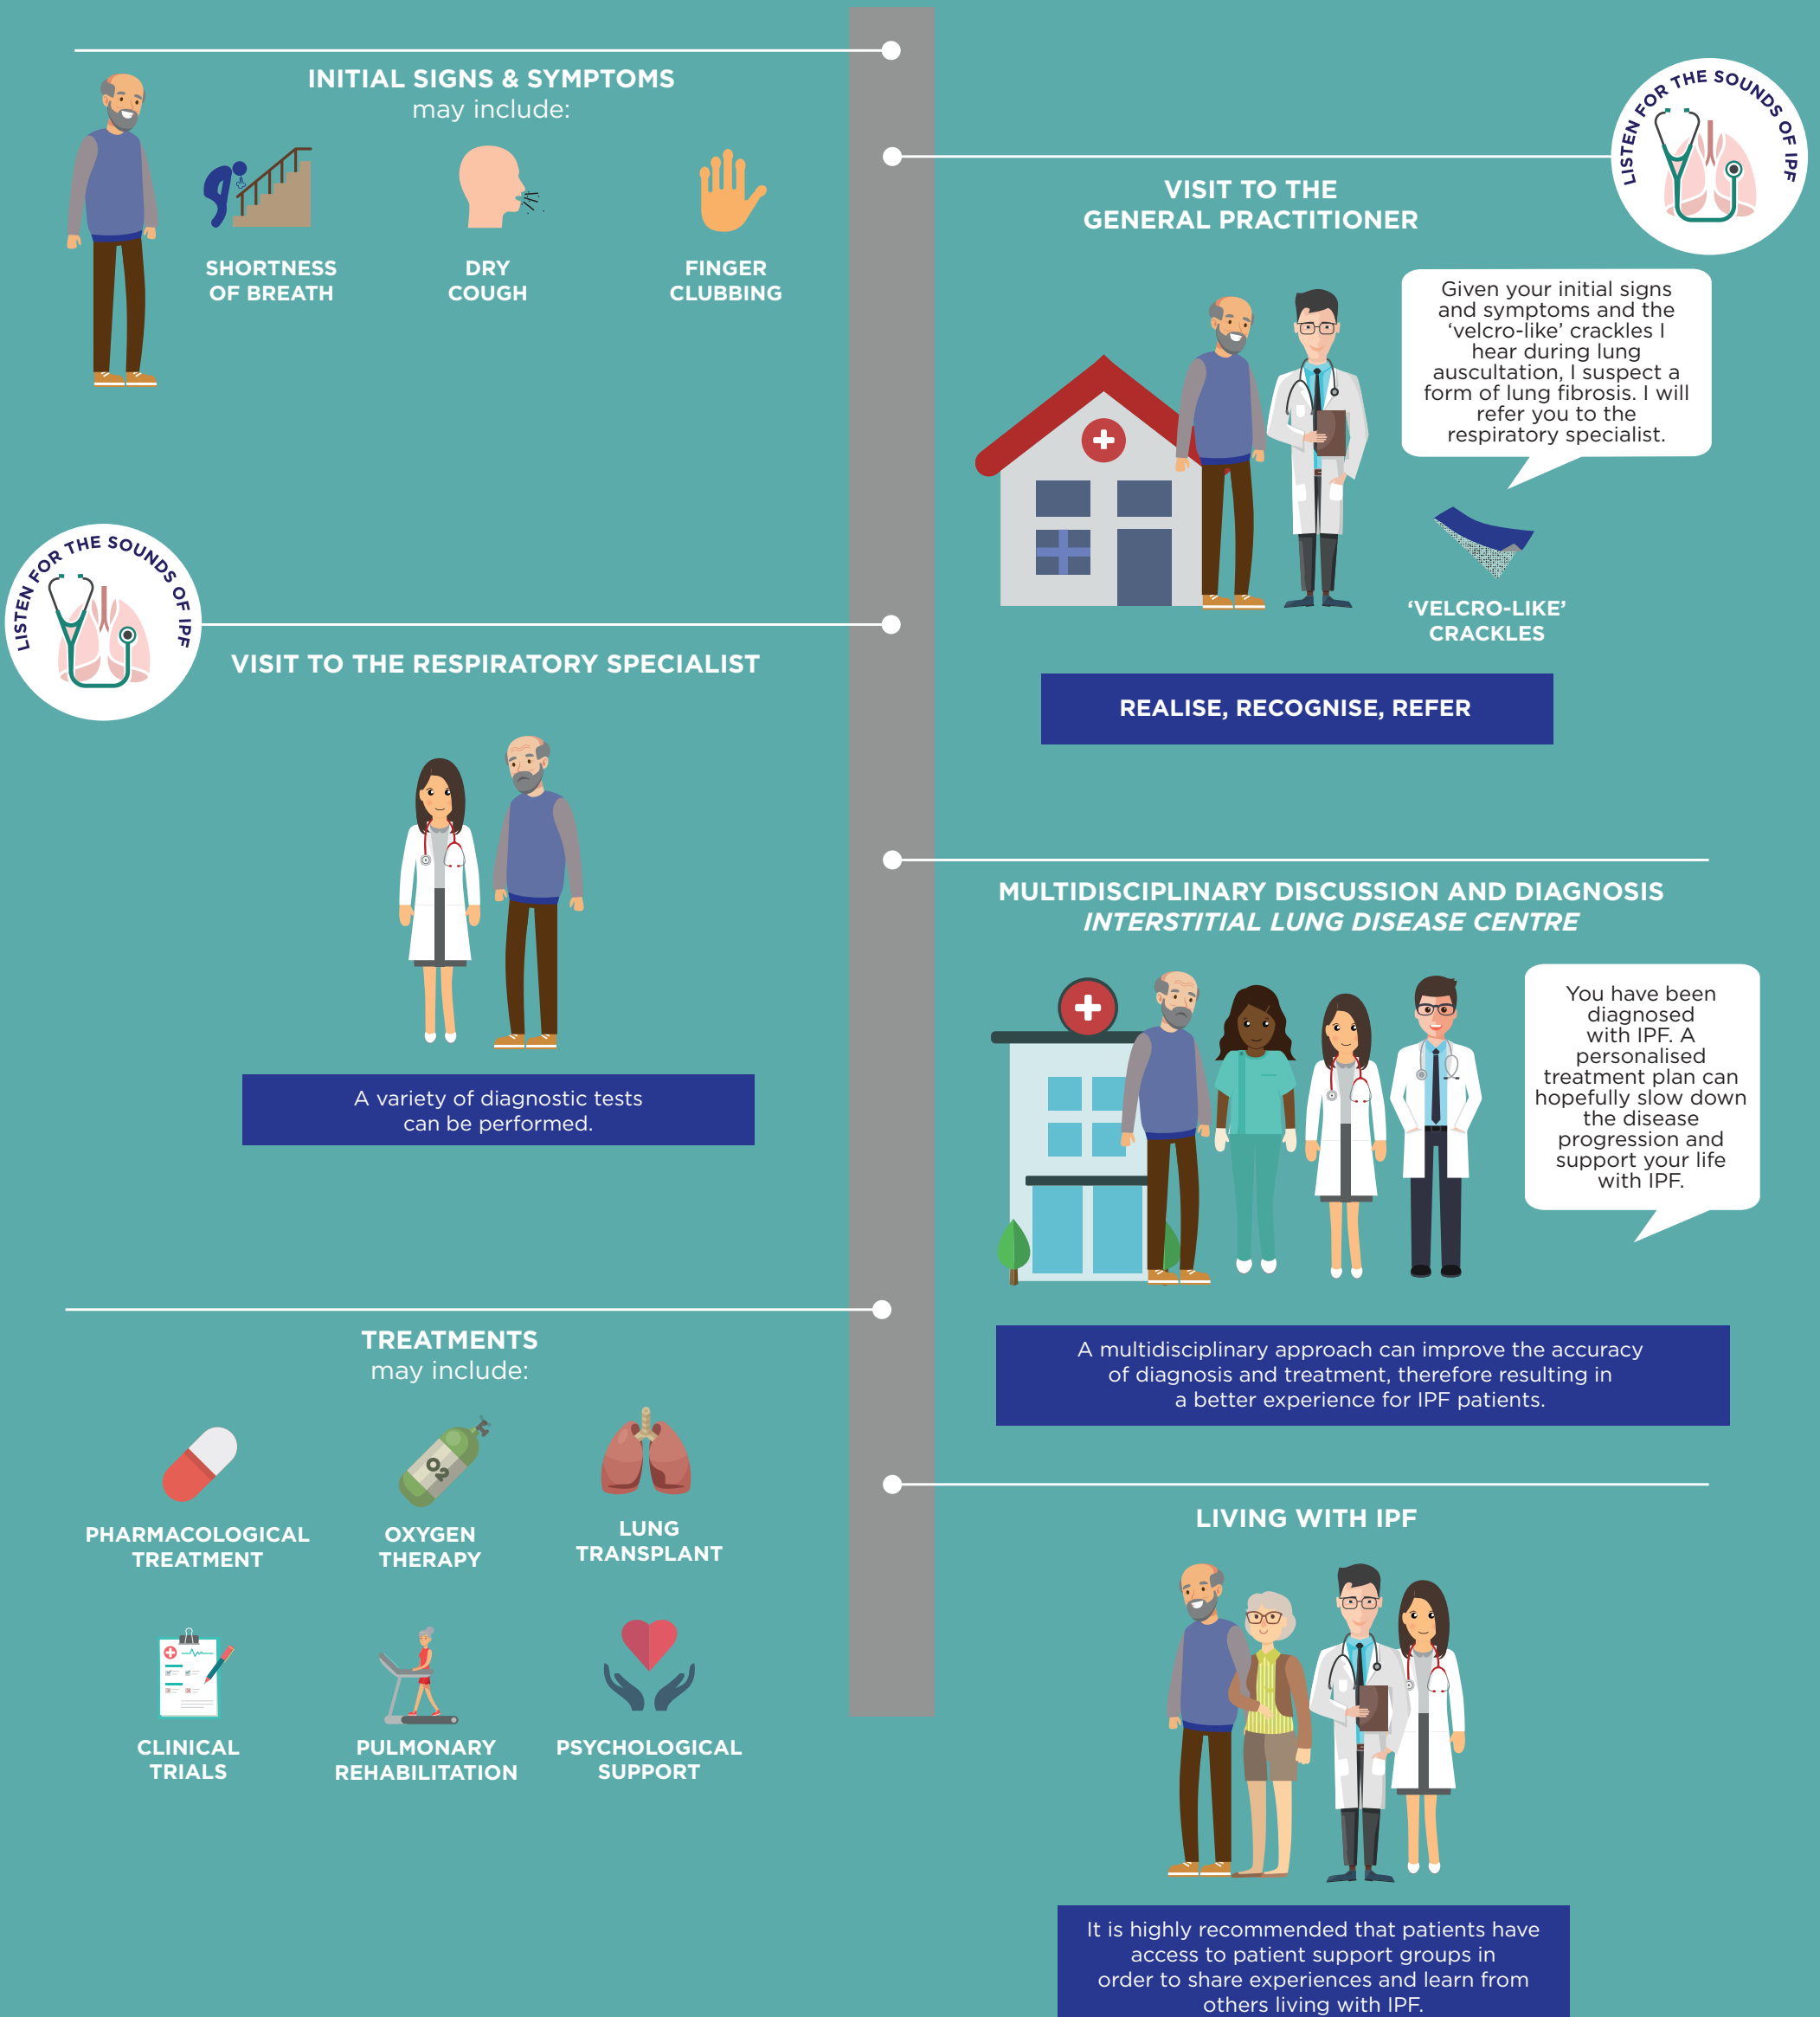 INITIAL SIGNS & SYMPTOMS
may include:
SHORTNESS
OF BREATH
DRY
COUGH
FINGER
CLUBBING
LISTEN FOR THE SOUNDS OF IPF
VISIT TO THE
GENERAL PRACTITIONER
Given your initial signs
and symptoms and the
‘velcro-like’ crackles I
hear during lung
auscultation, I suspect a
form of lung fibrosis. I will
refer you to the
respiratory specialist.
‘VELCRO-LIKE’
CRACKLES
REALISE, RECOGNISE, REFER
LISTEN FOR THE SOUNDS OF IPF
VISIT TO THE RESPIRATORY SPECIALIST
A variety of diagnostic tests
can be performed.
MULTIDISCIPLINARY DISCUSSION AND DIAGNOSIS
INTERSTITIAL LUNG DISEASE CENTRE
You have been
diagnosed
with IPF. A
personalised
treatment plan can
hopefully slow down
the disease
progression and
support your life
with IPF.
A multidisciplinary approach can improve the accuracy
of diagnosis and treatment, therefore resulting in
a better experience for IPF patients.
TREATMENTS
may include:
PHARMACOLOGICAL
TREATMENT
O2
OXYGEN
THERAPY
LUNG
TRANSPLANT
CLINICAL
TRIALS
PULMONARY
REHABILITATION
PSYCHOLOGICAL
SUPPORT
LIVING WITH IPF
It is highly recommended that patients have
access to patient support groups in
order to share experiences and learn from
others living with IPF.